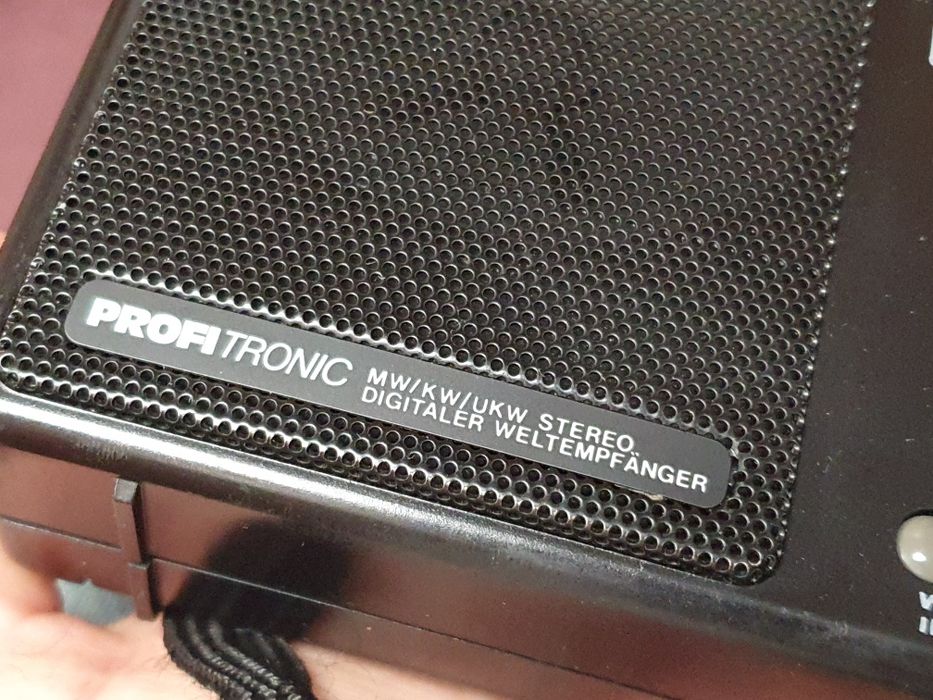 PROFITRONIC
MW/KW/UKW STEREO
DIGITALER WELTEMPFÄNGER